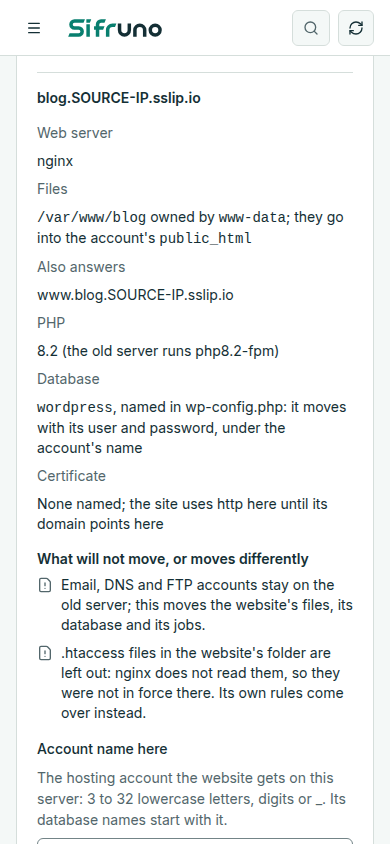 Sifruno
blog.SOURCE-IP.sslip.io
Web server
nginx
Files
/var/www/blog owned by www-data; they go
into the account's public_html
Also answers
www.blog.SOURCE-IP.sslip.io
PHP
8.2 (the old server runs php8.2-fpm)
Database
wordpress, named in wp-config.php: it moves
with its user and password, under the
account's name
Certificate
None named; the site uses http here until its
domain points here
What will not move, or moves differently
Email, DNS and FTP accounts stay on the
old server; this moves the website's files, its
database and its jobs.
.htaccess files in the website's folder are
left out: nginx does not read them, so they
were not in force there. Its own rules come
over instead.
Account name here
The hosting account the website gets on this
server: 3 to 32 lowercase letters, digits or _. Its
database names start with it.